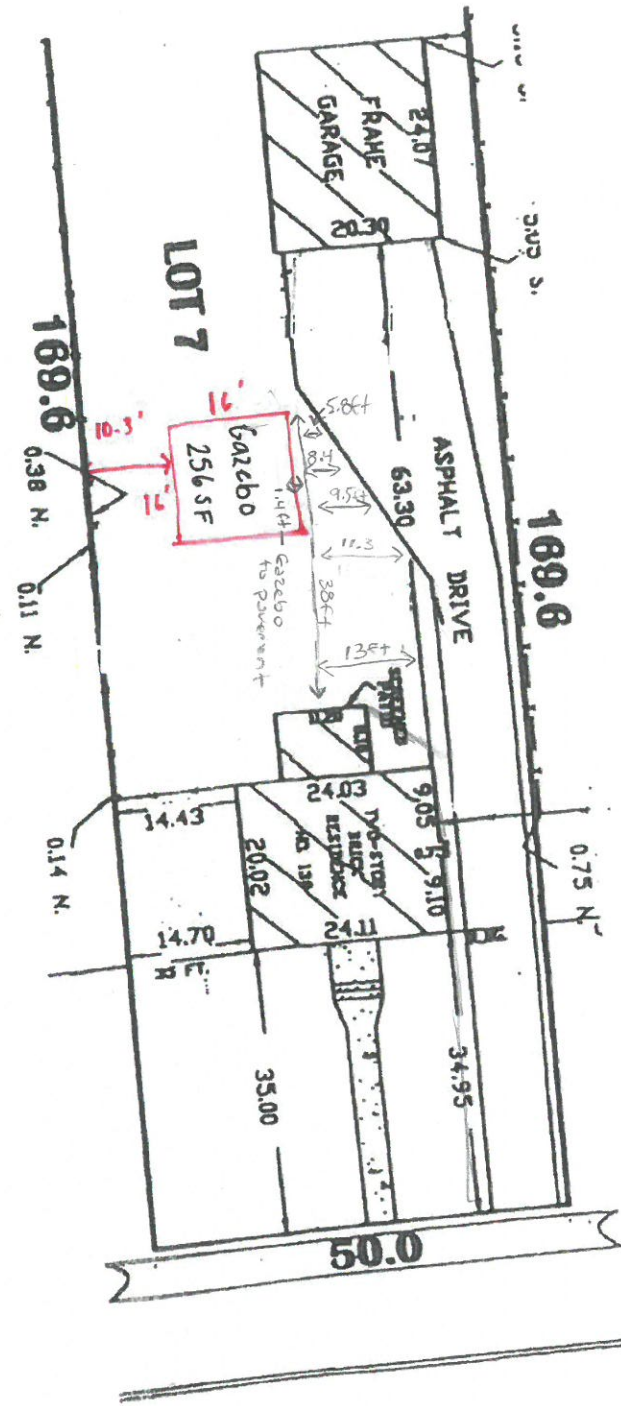 24.07
FRAME
GARAGE
20.30
LOT 7
169.6
169.6
16'
Gazebo
256 SF
16'
10.3'
0.38 N.
0.11 N.
5.8ft
8.4
9.5ft
11.3
13ft
38ft
1.4ft - Gazebo
to pavement
63.30
ASPHALT DRIVE
0.75 N.
0.14 N.
24.03
9.05
9.10
TWO-STORY
BRICK
RESIDENCE
20.02
24.11
14.43
14.70
FT.
35.00
34.95
50.0